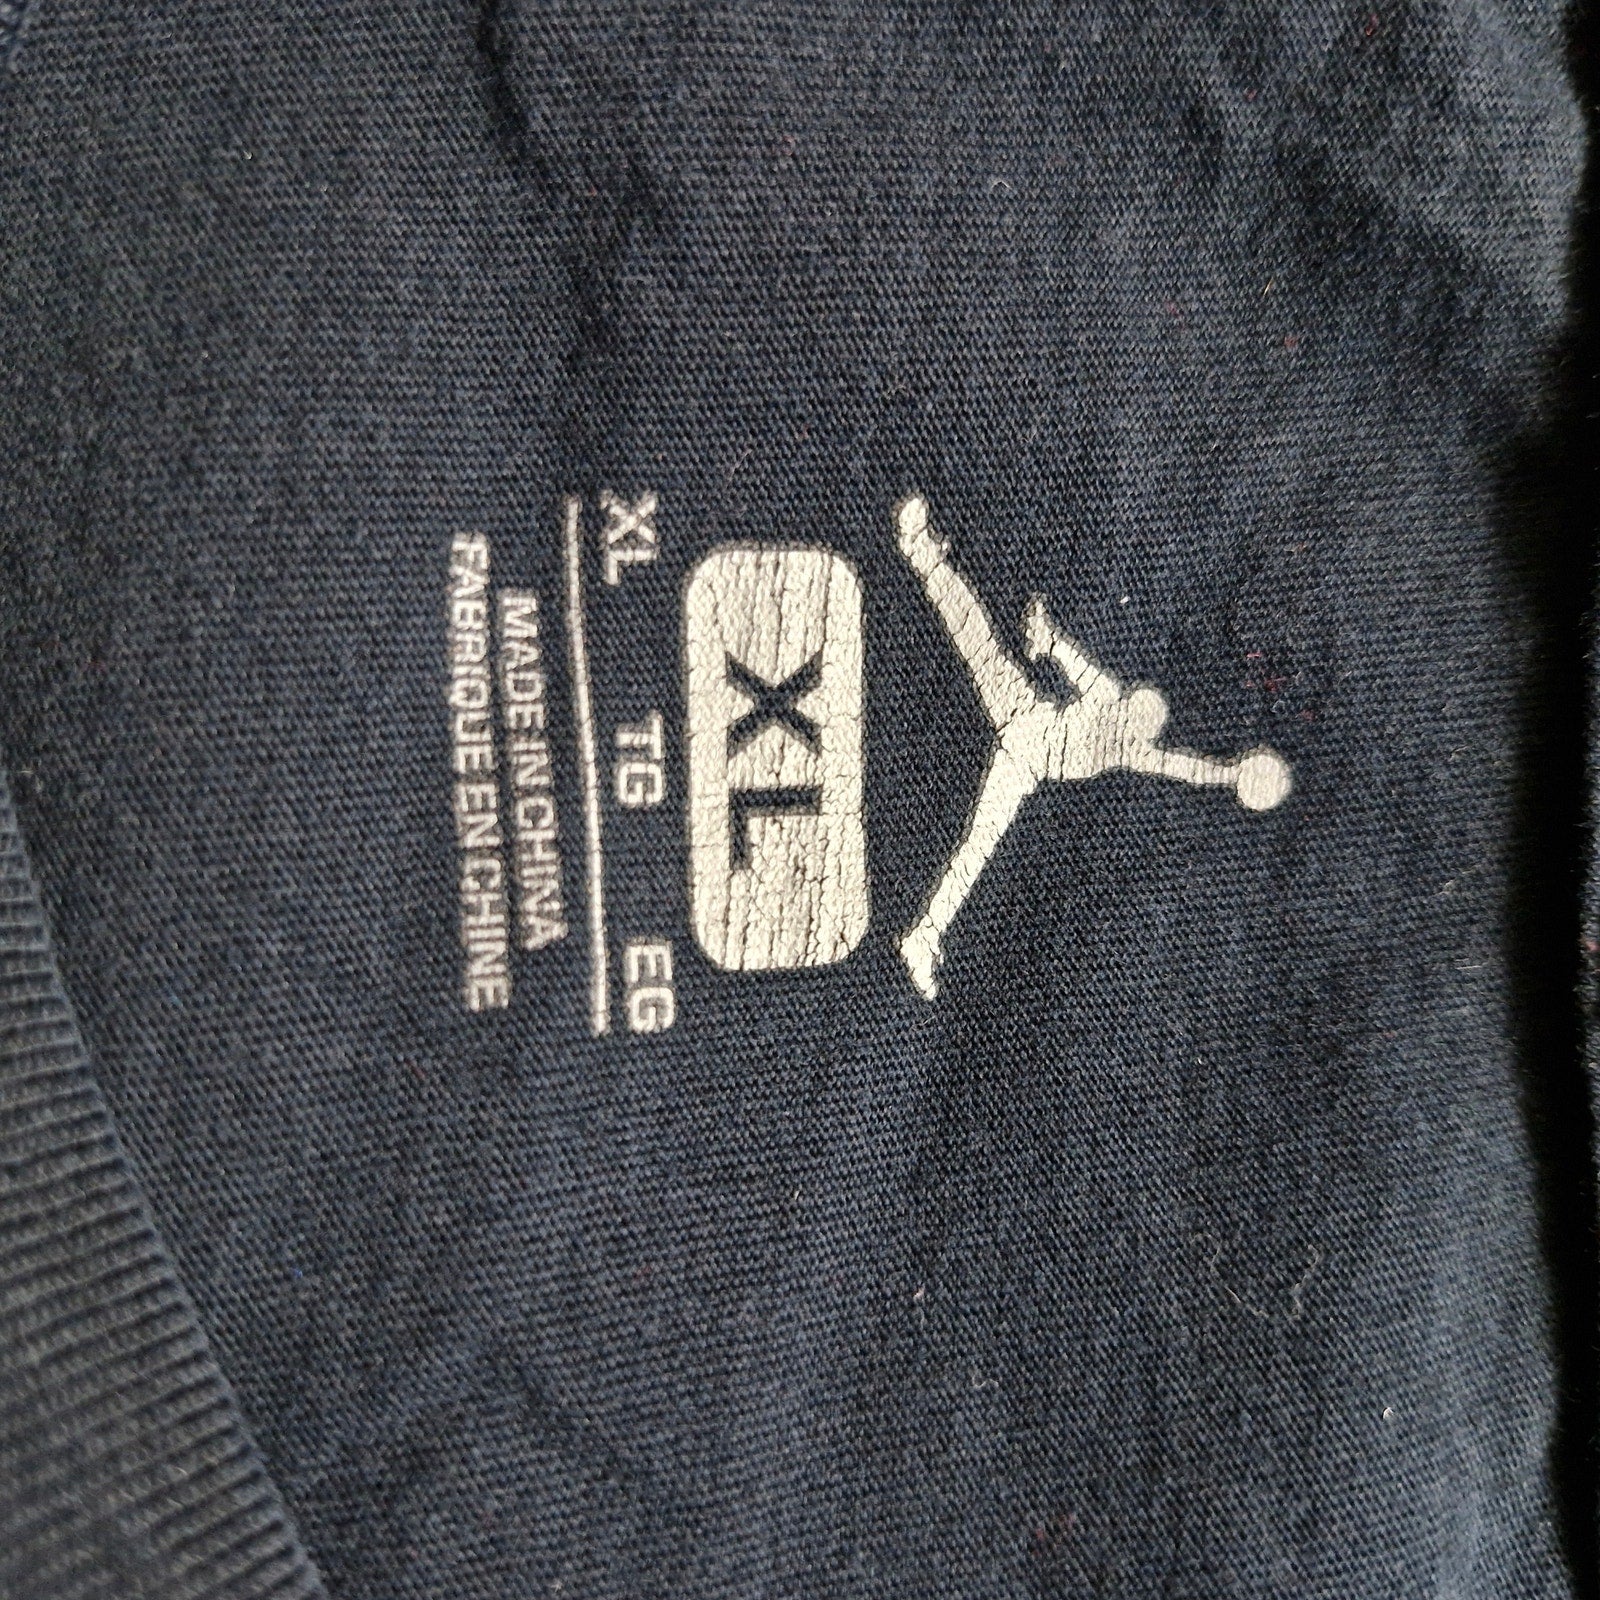 XL
XL TG EG
MADE IN CHINA
FABRIQUE EN CHINE